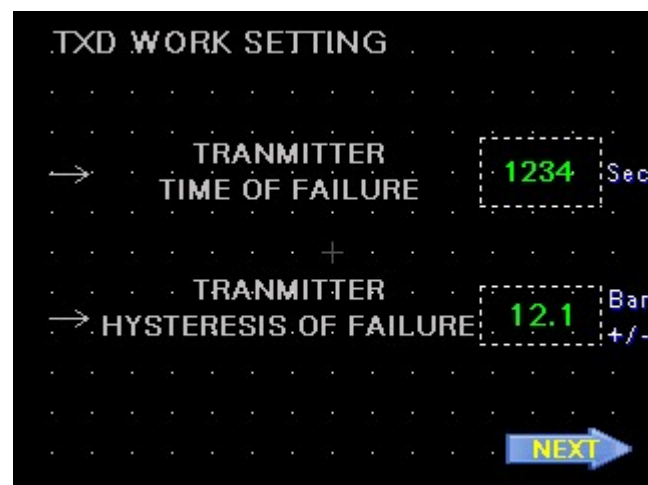 TXD WORK SETTING
TRANMITTER
TIME OF FAILURE
1234
Sec
TRANMITTER
HYSTERESIS OF FAILURE
12.1
Bar
+/-
NEXT